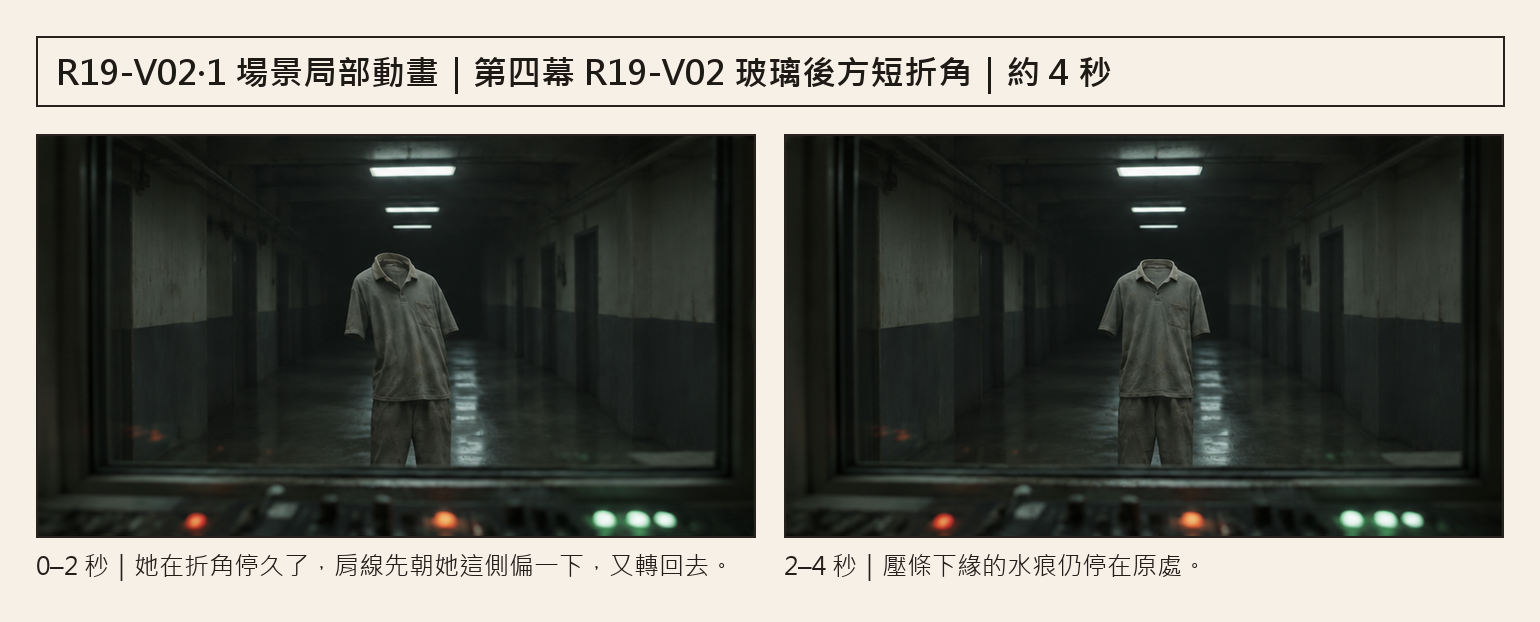 R19-V02·1 場景局部動畫｜第四幕 R19-V02 玻璃後方短折角｜約 4 秒
0–2 秒｜她在折角停久了，肩線先朝她這側偏一下，又轉回去。
2–4 秒｜壓條下緣的水痕仍停在原處。